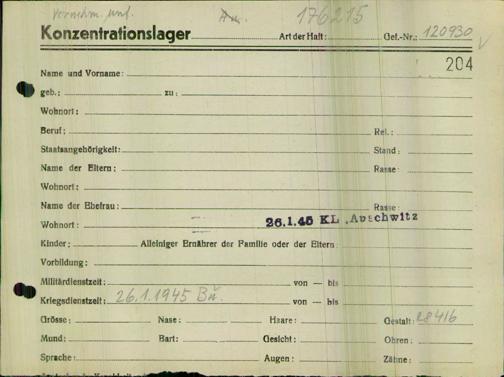 176215
Konzentrationslager Art der Haft: Gef.-Nr.: 120930
204
Name und Vorname:
geb.: zu:
Wohnort:
Beruf: Rel.:
Staatsangehörigkeit: Stand:
Name der Eltern: Rasse:
Wohnort:
Name der Ehefrau: Rasse:
Wohnort: 26.1.45 KL. Auschwitz
Kinder: Alleiniger Ernährer der Familie oder der Eltern:
Vorbildung:
Militärdienstzeit: von — bis
Kriegsdienstzeit: 26.1.1945 Bu. von — bis
Grösse: Nase: Haare: Gestalt: 28416
Mund: Bart: Gesicht: Ohren:
Sprache: Augen: Zähne: